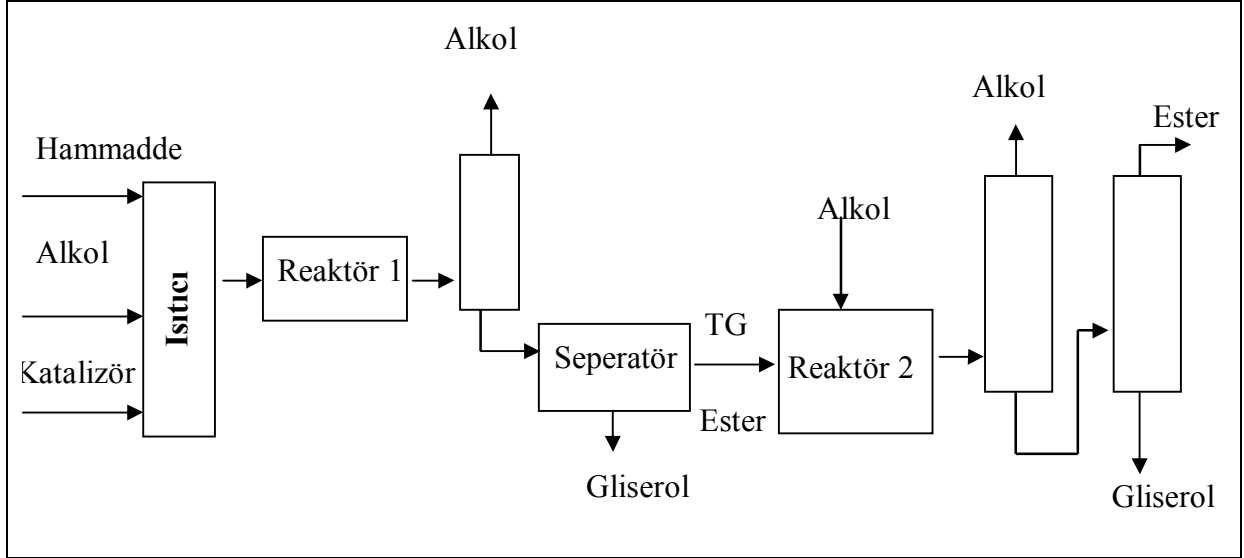 Alkol
Hammadde
Alkol
Katalizör
Isıtıcı
Reaktör 1
Seperatör
Gliserol
TG
Ester
Alkol
Reaktör 2
Alkol
Ester
Gliserol